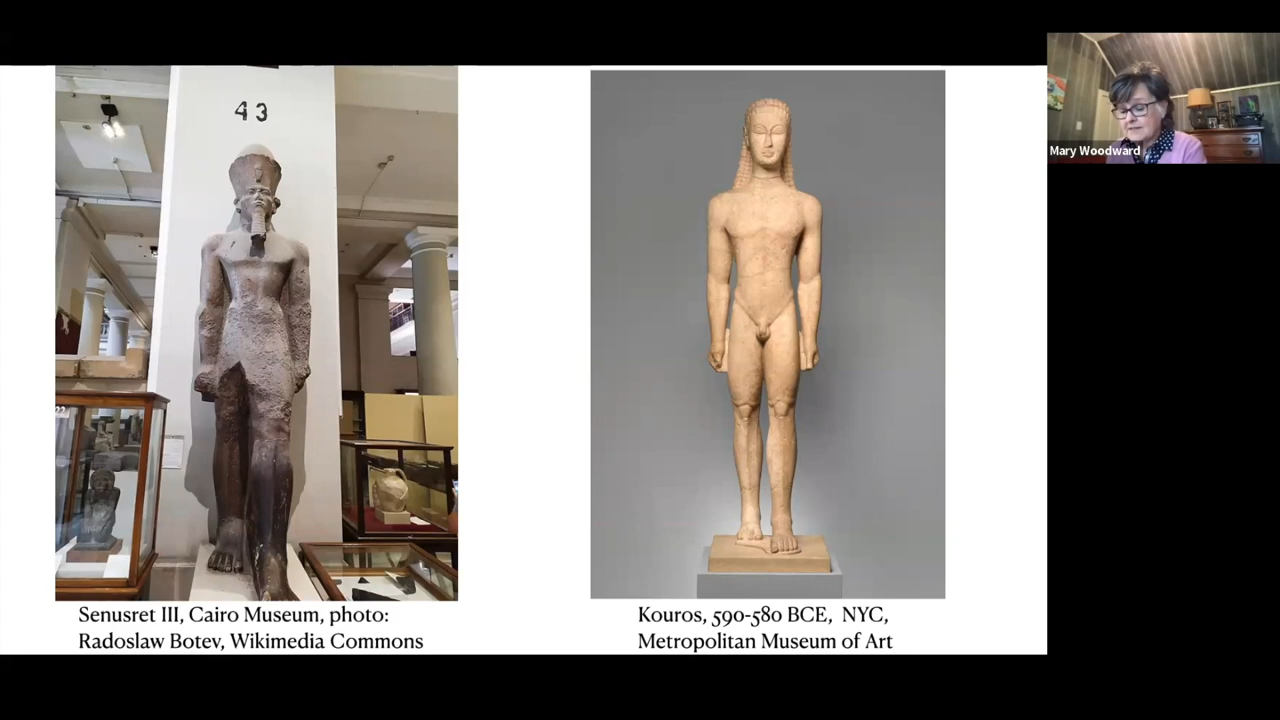 43
22
Senusret III, Cairo Museum, photo:
Radoslaw Botev, Wikimedia Commons
Kouros, 590-580 BCE, NYC,
Metropolitan Museum of Art
Mary Woodward